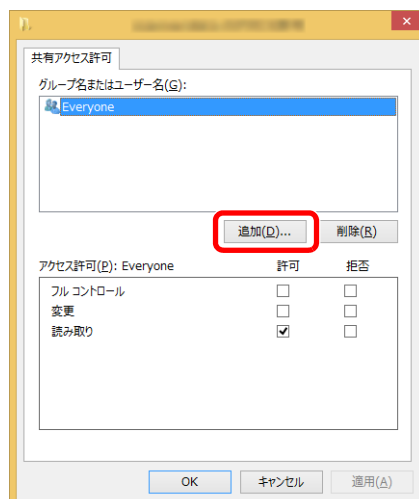 共有アクセス許可
グループ名またはユーザー名(G):
Everyone
追加(D)... 削除(R)
アクセス許可(P): Everyone 許可 拒否
フル コントロール
変更
読み取り
OK キャンセル 適用(A)